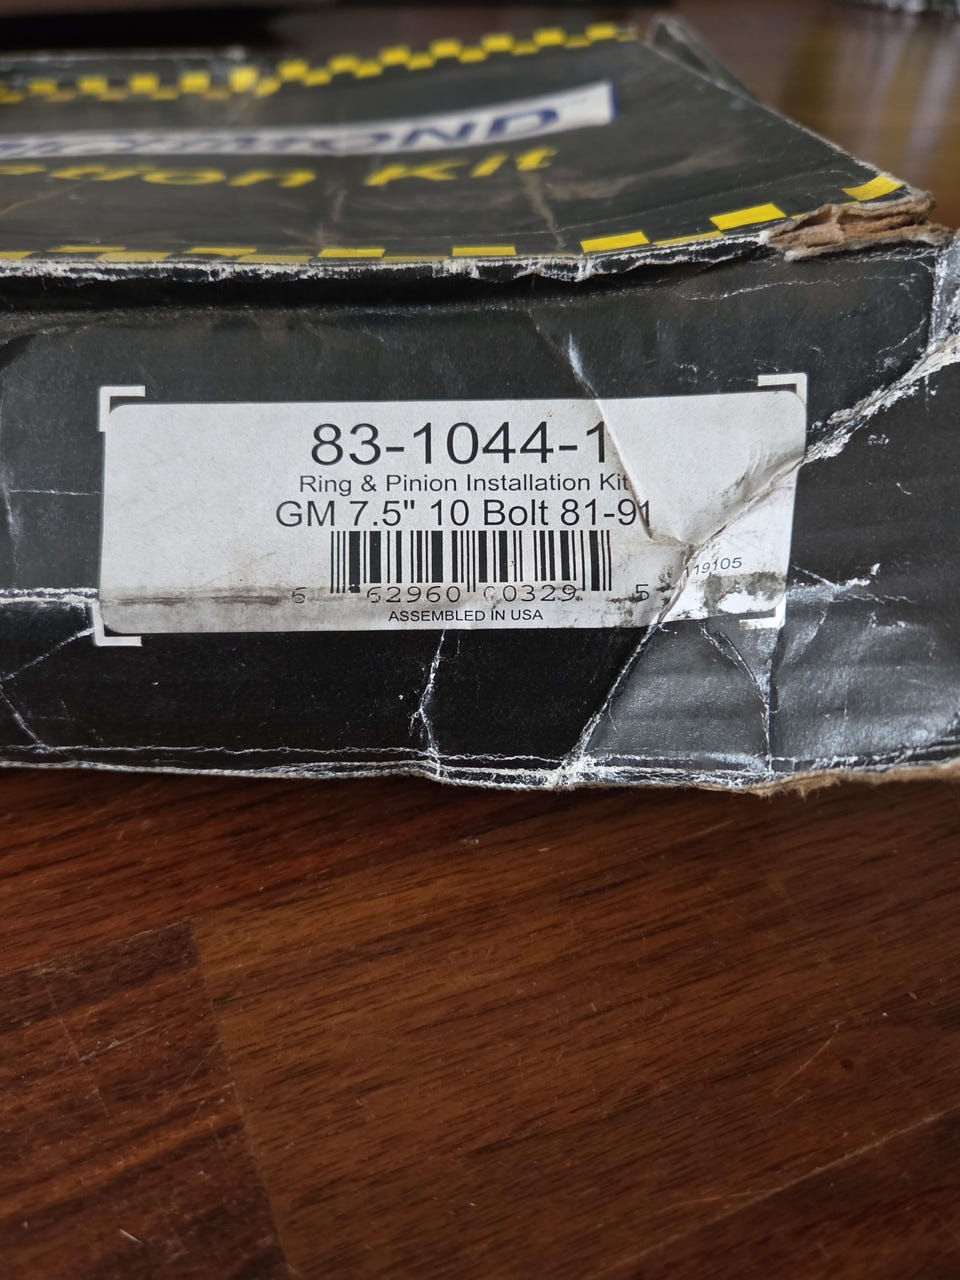 Kit
83-1044-1
Ring & Pinion Installation Kit
GM 7.5" 10 Bolt 81-91
6 62960 00329 5
119105
ASSEMBLED IN USA